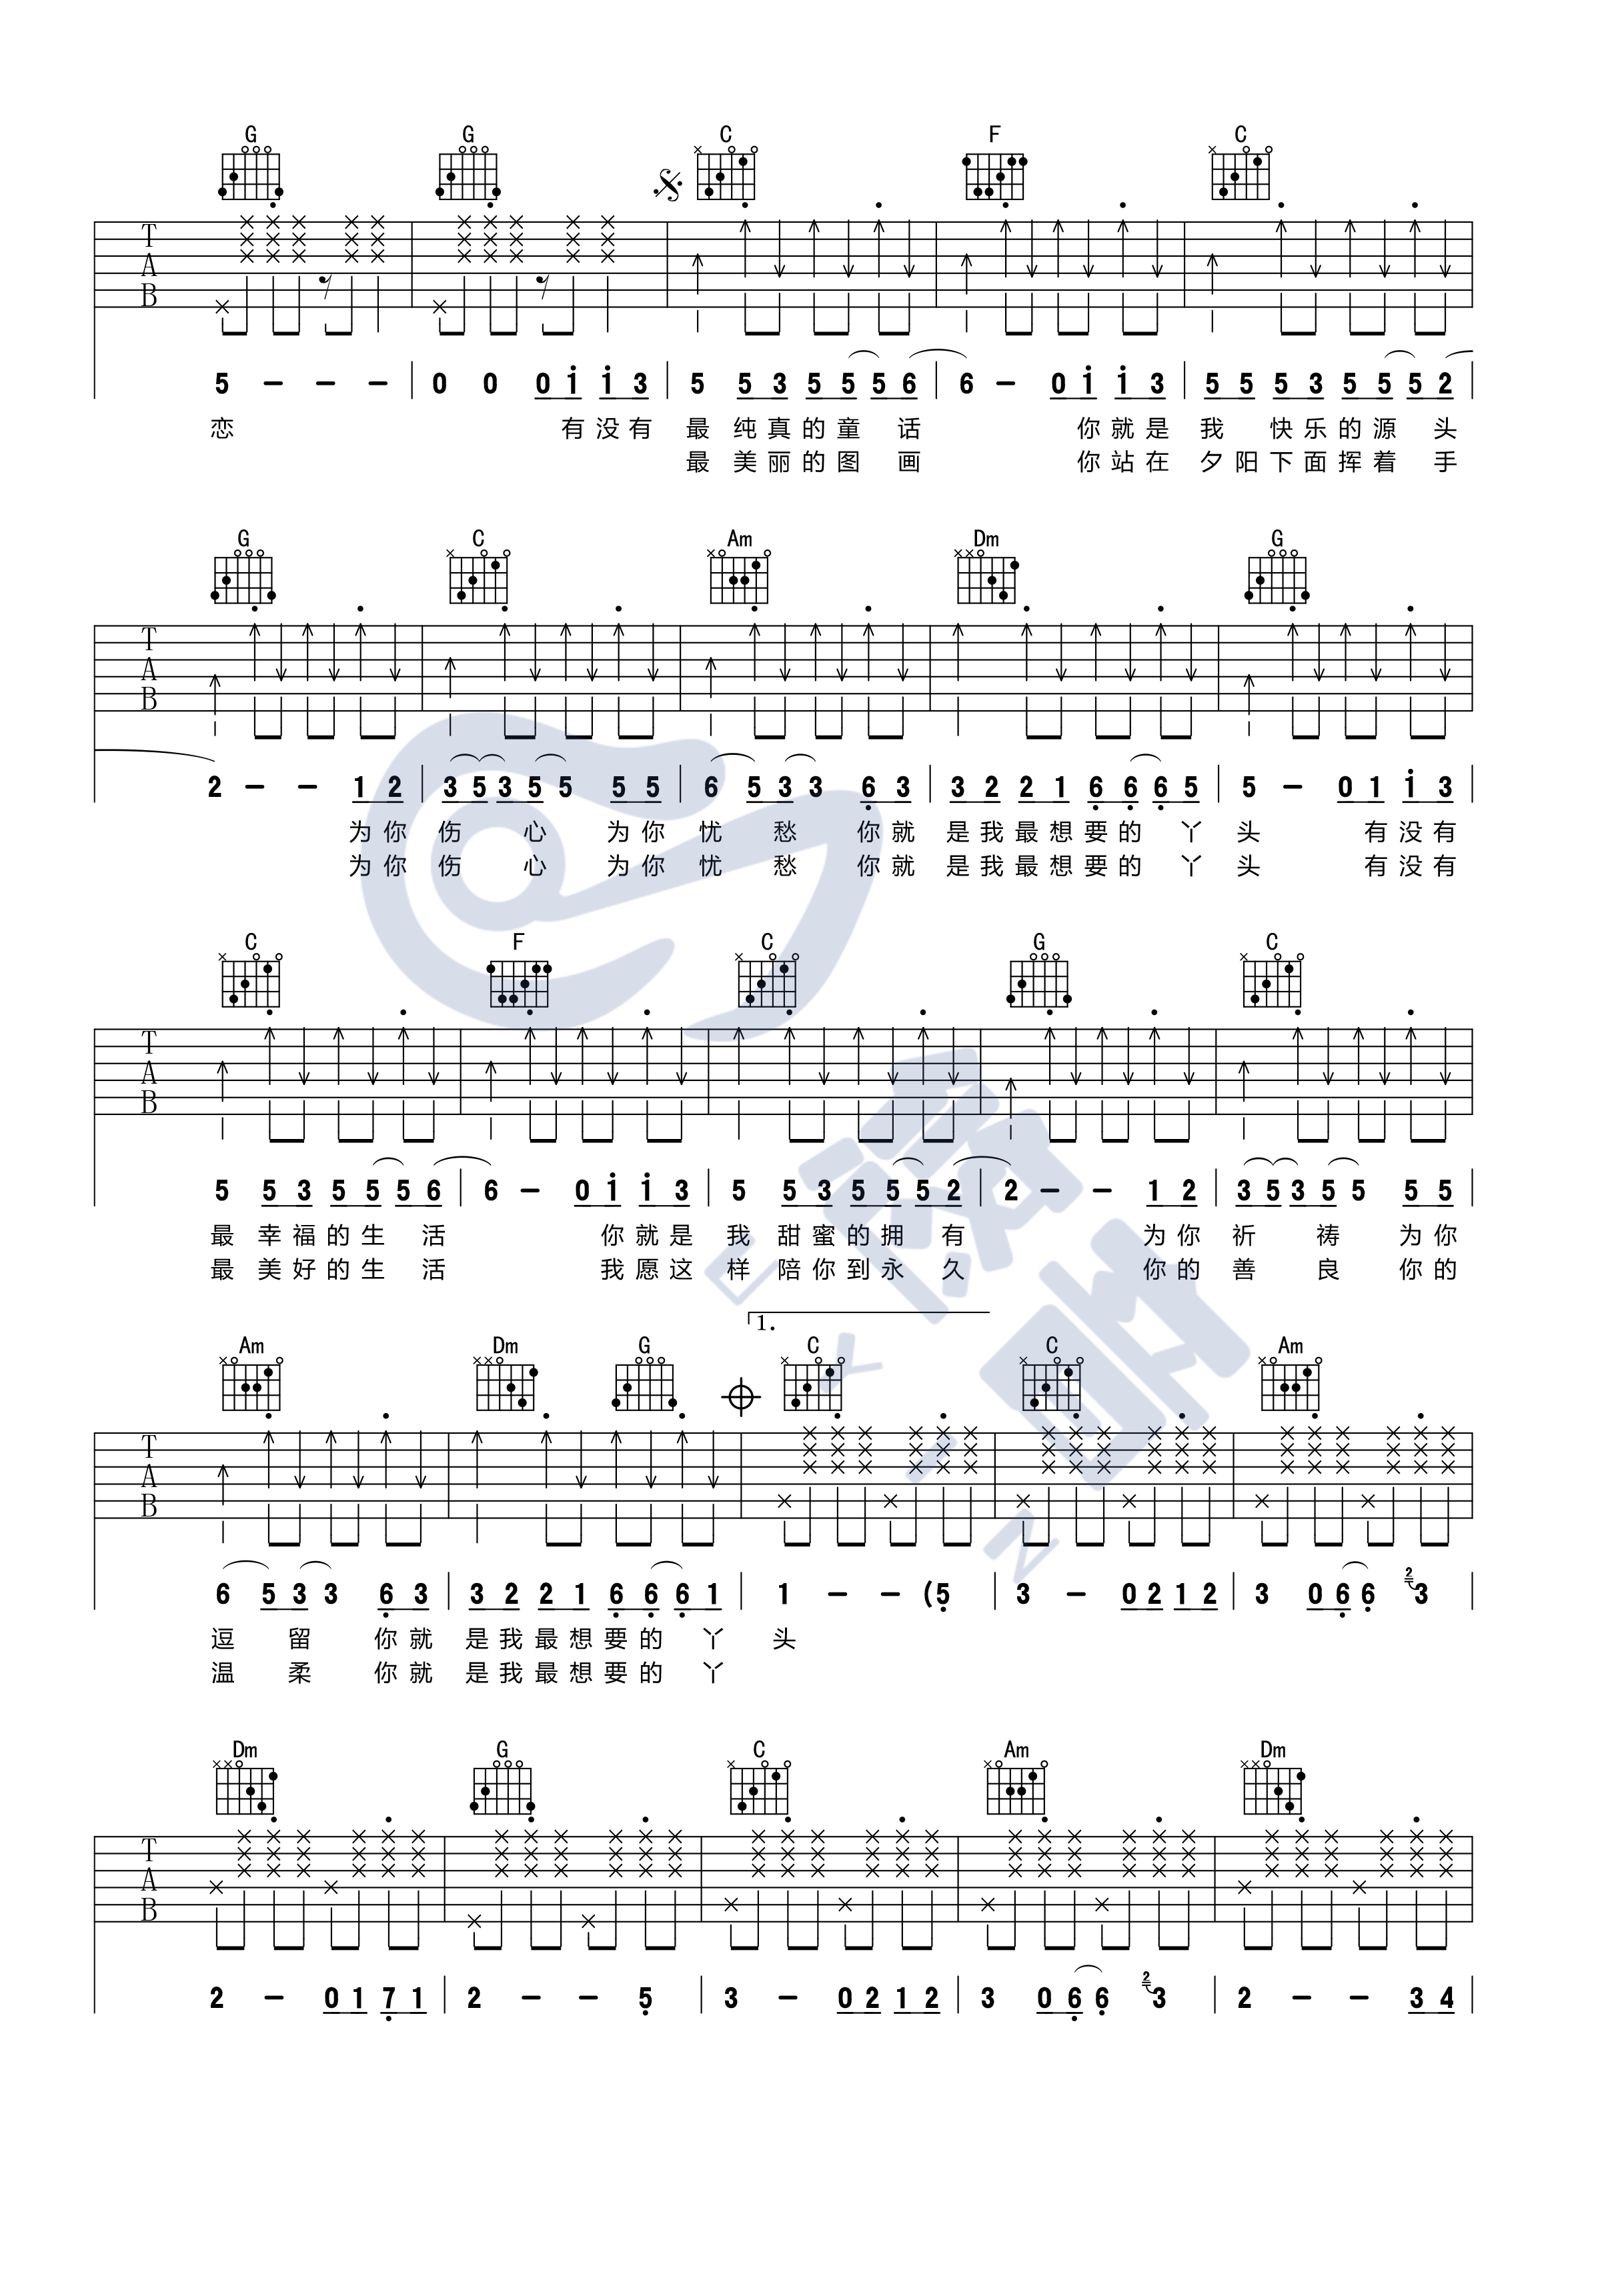 G G C F C
T A B
5 – – – | 0 0 0 i i 3 | 5 5 3 5 5 5 6 | 6 – 0 i i 3 | 5 5 5 3 5 5 5 2 |
恋 有没有 最 纯真的童 话 你就是 我 快乐的源 头
最 美丽的图 画 你站在 夕阳下面挥着 手
G C Am Dm G
T A B
2 – – 1 2 | 3 5 3 5 5 5 5 | 6 5 3 3 6 3 | 3 2 2 1 6 6 6 5 | 5 – 0 1 i 3 |
为你 伤 心 为你 忧 愁 你就 是我最想要的 丫 头 有没有
为你 伤 心 为你 忧 愁 你就 是我最想要的 丫 头 有没有
C F C G C
T A B
5 5 3 5 5 5 6 | 6 – 0 i i 3 | 5 5 3 5 5 5 2 | 2 – – 1 2 | 3 5 3 5 5 5 5 |
最 幸福的生 活 你就是 我 甜蜜的拥 有 为你 祈 祷 为你
最 美好的生 活 我愿这 样 陪你到永 久 你的 善 良 你的
1.
Am Dm G C C Am
T A B
6 5 3 3 6 3 | 3 2 2 1 6 6 6 1 | 1 – – (5 | 3 – 0 2 1 2 | 3 0 6 6 2 3 |
逗 留 你就 是我最想要的 丫 头
温 柔 你就 是我最想要的 丫
Dm G C Am Dm
T A B
2 – 0 1 7 1 | 2 – – 5 | 3 – 0 2 1 2 | 3 0 6 6 2 3 | 2 – – 3 4 |